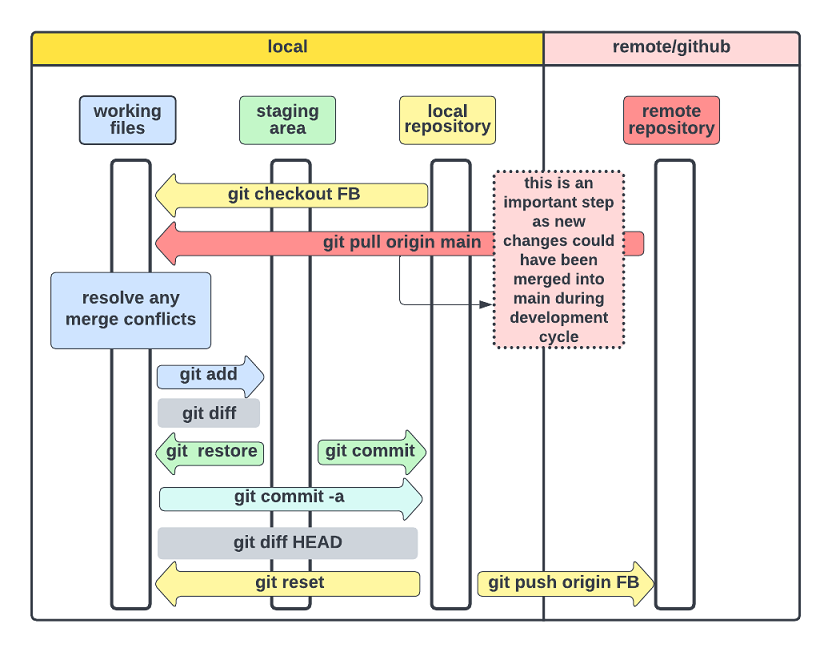 local
remote/github
working
files
staging
area
local
repository
remote
repository
git checkout FB
git pull origin main
this is an
important step
as new
changes could
have been
merged into
main during
development
cycle
resolve any
merge conflicts
git add
git diff
git  restore
git commit
git commit -a
git diff HEAD
git reset
git push origin FB